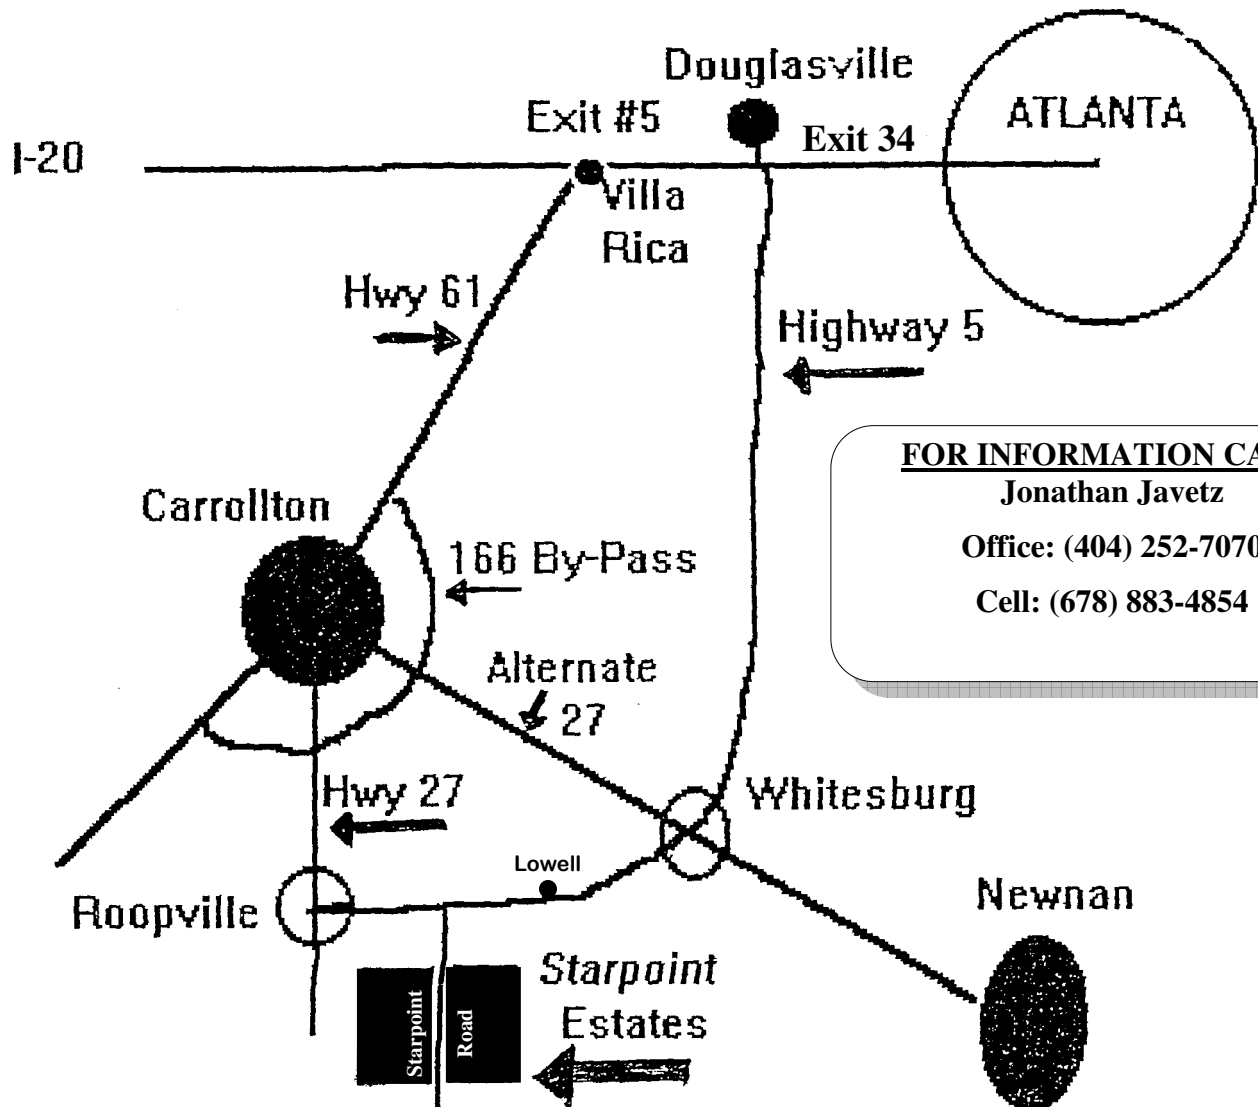 Douglasville
Exit #5
ATLANTA
Exit 34
I-20
Villa
Rica
Hwy 61
Highway 5
FOR INFORMATION CA
Jonathan Javetz
Office: (404) 252-7070
Cell: (678) 883-4854
Carrollton
166 By-Pass
Alternate
27
Hwy 27
Whitesburg
Lowell
Roopville
Newnan
Starpoint
Estates
Starpoint
Road